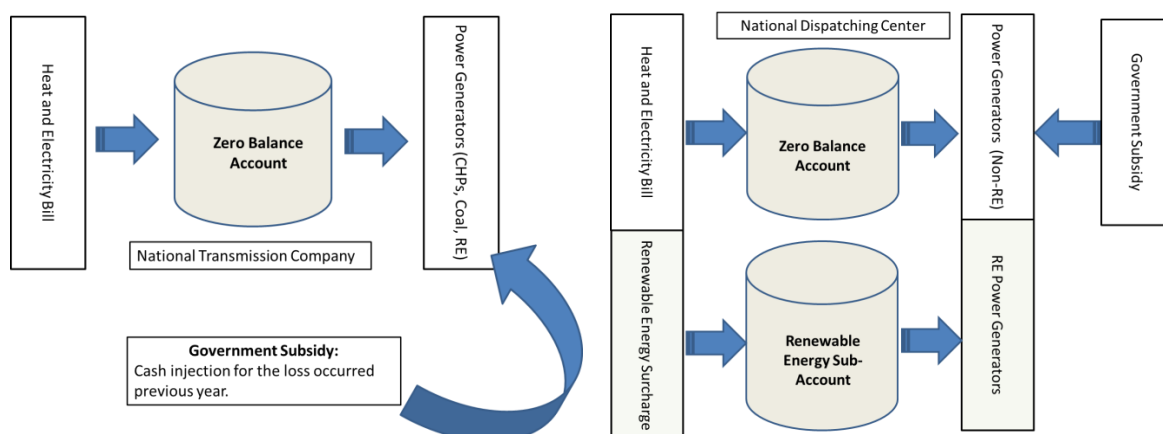 Heat and Electricity Bill
Zero Balance
Account
National Transmission Company
Power Generators (CHPs, Coal, RE)
Government Subsidy:
Cash injection for the loss occurred
previous year.
National Dispatching Center
Heat and Electricity Bill
Zero Balance
Account
Power Generators (Non-RE)
Government Subsidy
Renewable Energy Surcharge
Renewable
Energy Sub-
Account
RE Power Generators